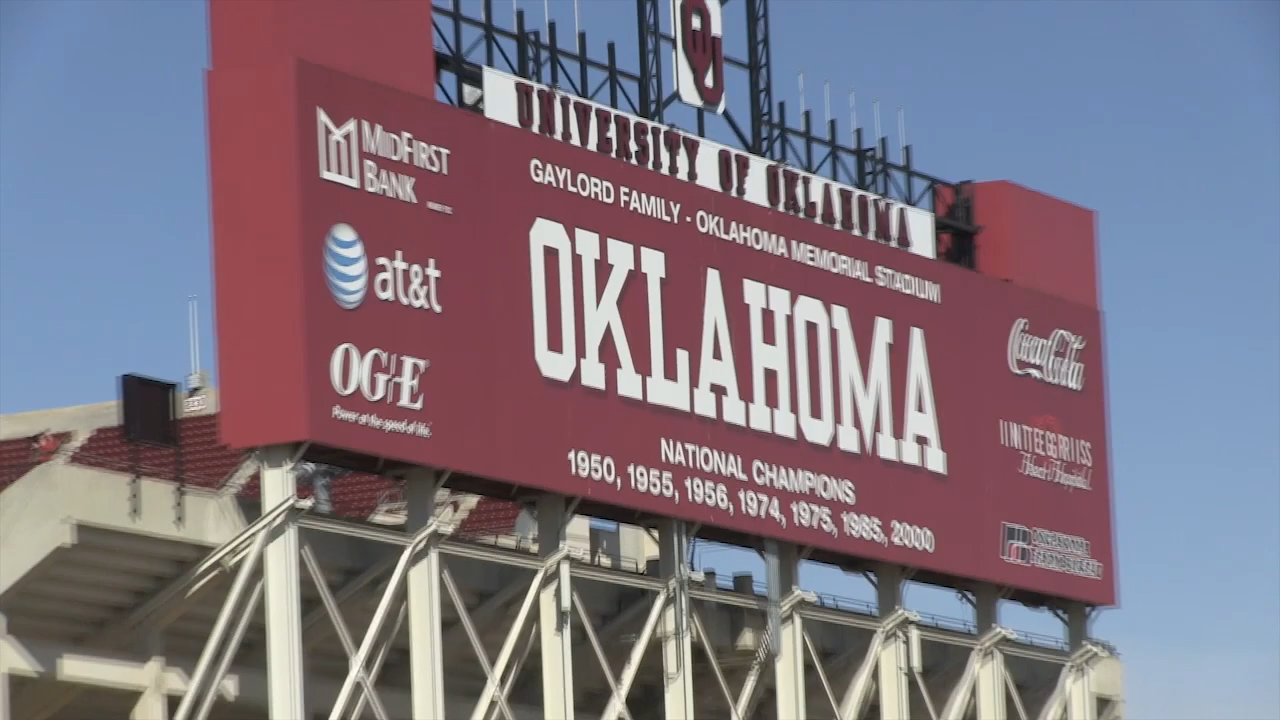 OU
UNIVERSITY OF OKLAHOMA
GAYLORD FAMILY - OKLAHOMA MEMORIAL STADIUM
OKLAHOMA
NATIONAL CHAMPIONS
1950, 1955, 1956, 1974, 1975, 1985, 2000
MIDFIRST
BANK
at&t
OG&E
Power at the speed of life.
Coca-Cola
INTEGRIS
Heart Hospital